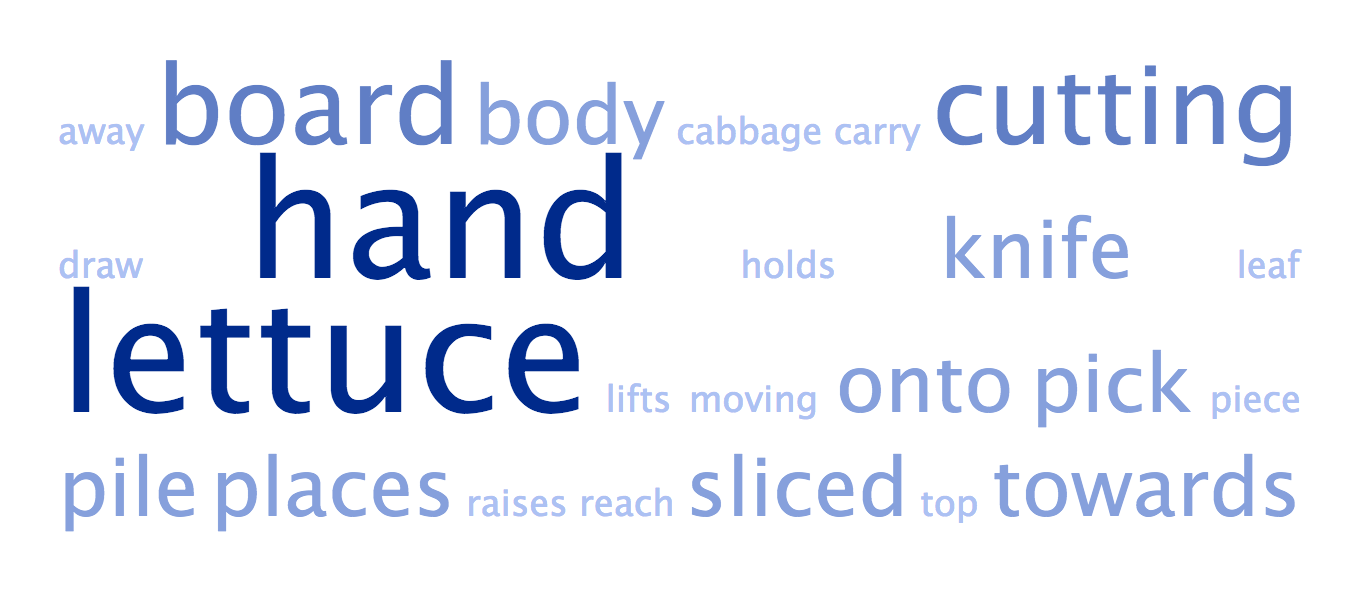 away board body cabbage carry cutting
draw hand holds knife leaf
lettuce lifts moving onto pick piece
pile places raises reach sliced top towards